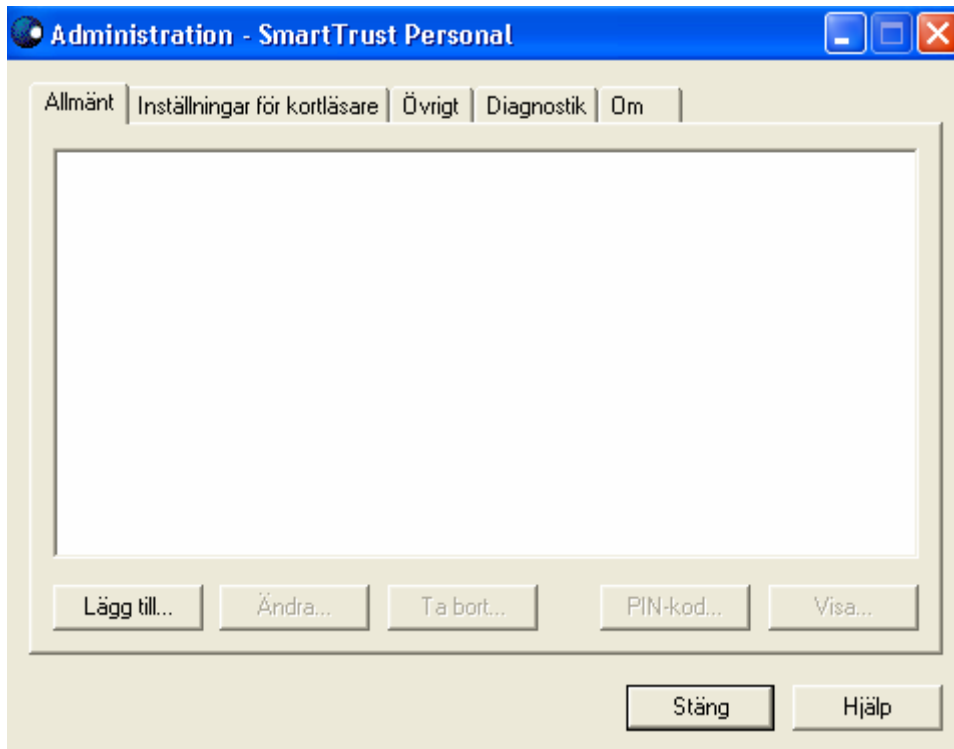 Administration - SmartTrust Personal
Allmänt Inställningar för kortläsare Övrigt Diagnostik Om
Lägg till... Ändra... Ta bort... PIN-kod... Visa...
Stäng Hjälp